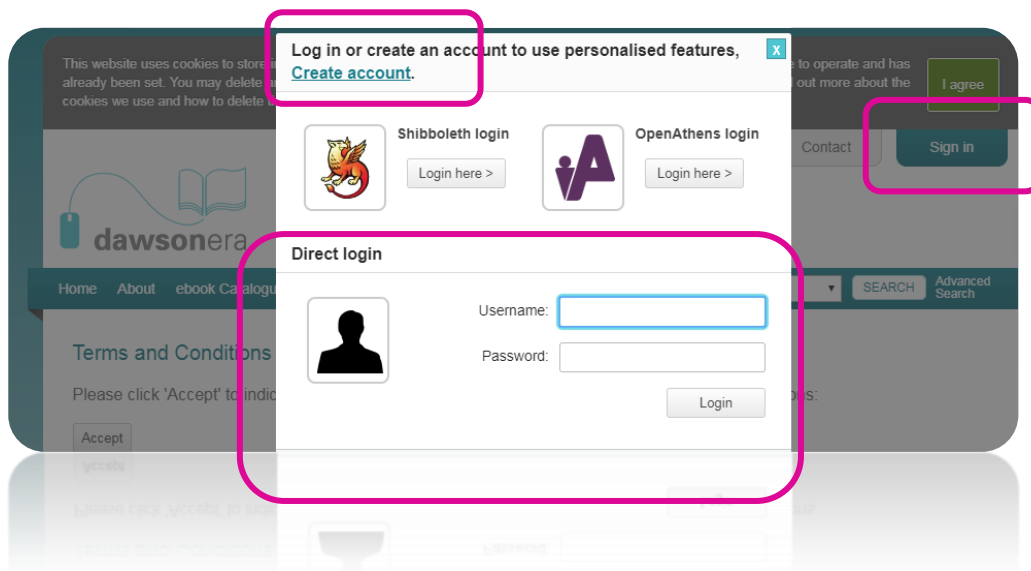 Log in or create an account to use personalised features,
Create account.
x
This website uses cookies to store
to operate and has
already been set. You may delete
out more about the
cookies we use and how to delete
I agree
Shibboleth login
OpenAthens login
Login here >
Login here >
Contact
Sign in
dawsonera
Direct login
Home About ebook Catalogu
SEARCH
Advanced
Search
Username:
Terms and Conditions
Password:
Please click 'Accept' to indic
ons:
Login
Accept